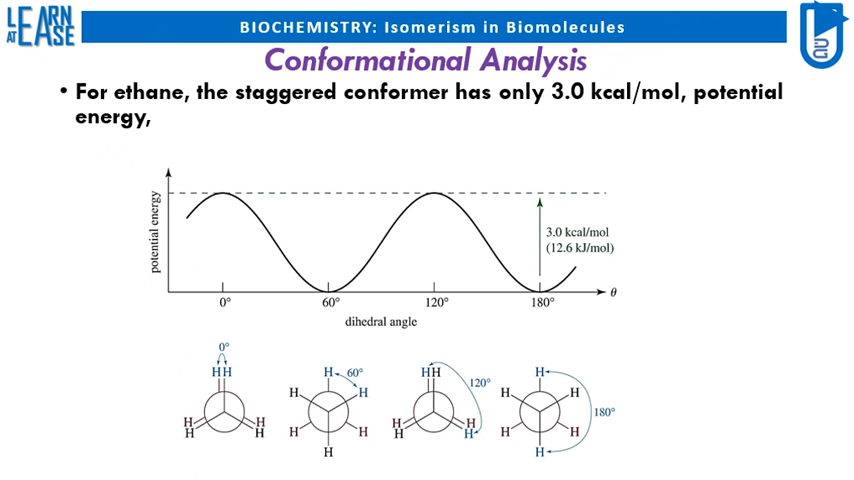 LEARN
AT EASE
BIOCHEMISTRY: Isomerism in Biomolecules
Conformational Analysis
• For ethane, the staggered conformer has only 3.0 kcal/mol, potential
energy,
potential energy
3.0 kcal/mol
(12.6 kJ/mol)
θ
0° 60° 120° 180°
dihedral angle
0°
HH H 60° HH 120° H
H H H H
H H H H H H H
H H H H 180°
H H